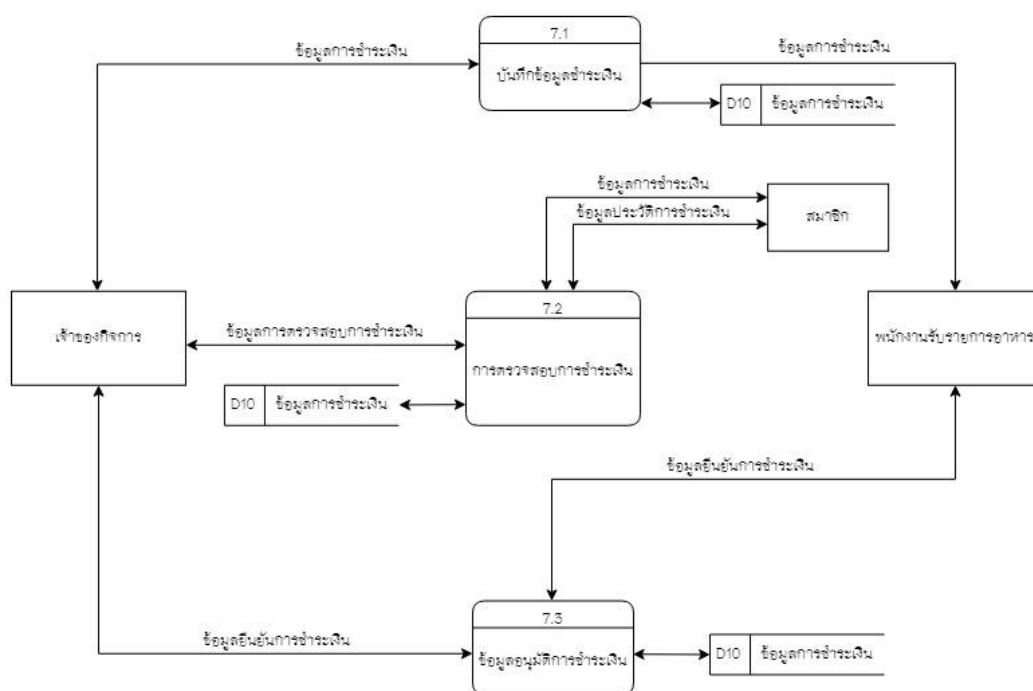 7.1
บันทึกข้อมูลชำระเงิน
ข้อมูลการชำระเงิน
ข้อมูลการชำระเงิน
D10 ข้อมูลการชำระเงิน
ข้อมูลการชำระเงิน
ข้อมูลประวัติการชำระเงิน
สมาชิก
เจ้าของกิจการ
ข้อมูลการตรวจสอบการชำระเงิน
7.2
การตรวจสอบการชำระเงิน
พนักงานรับรายการอาหาร
D10 ข้อมูลการชำระเงิน
ข้อมูลยืนยันการชำระเงิน
7.3
ข้อมูลอนุมัติการชำระเงิน
ข้อมูลยืนยันการชำระเงิน
D10 ข้อมูลการชำระเงิน